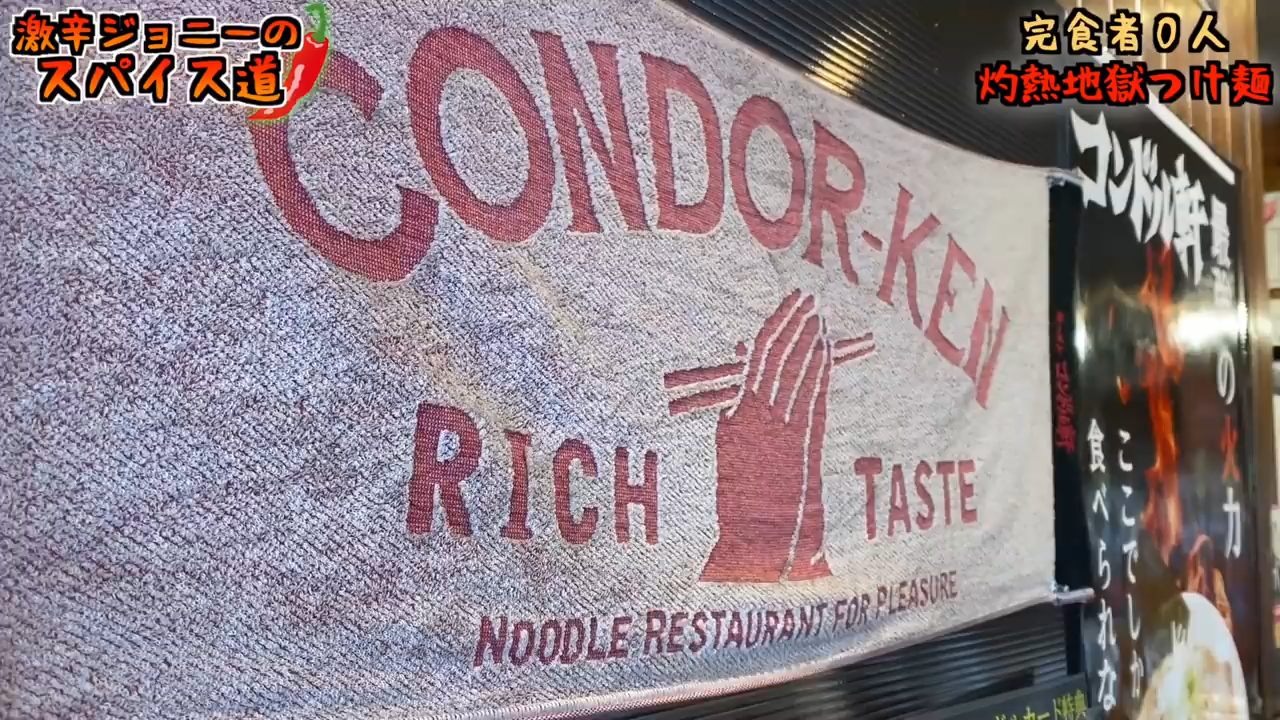 激辛ジョニーの
スパイス道
完食者０人
灼熱地獄つけ麺
CONDOR-KEN
RICH TASTE
NOODLE RESTAURANT FOR PLEASURE
コンドル軒
の火力
ここでしか
食べられな